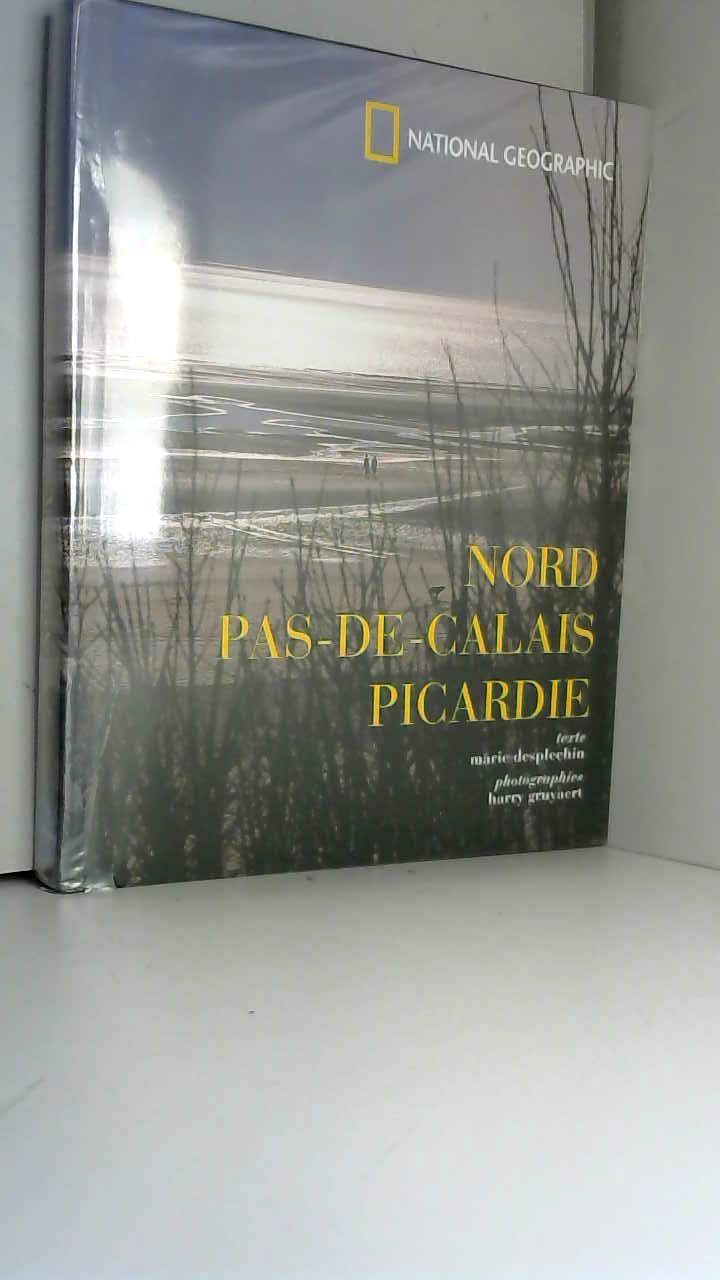 NATIONAL GEOGRAPHIC
NORD
PAS-DE-CALAIS
PICARDIE
texte
marie desplechin
photographies
harry gruyaert